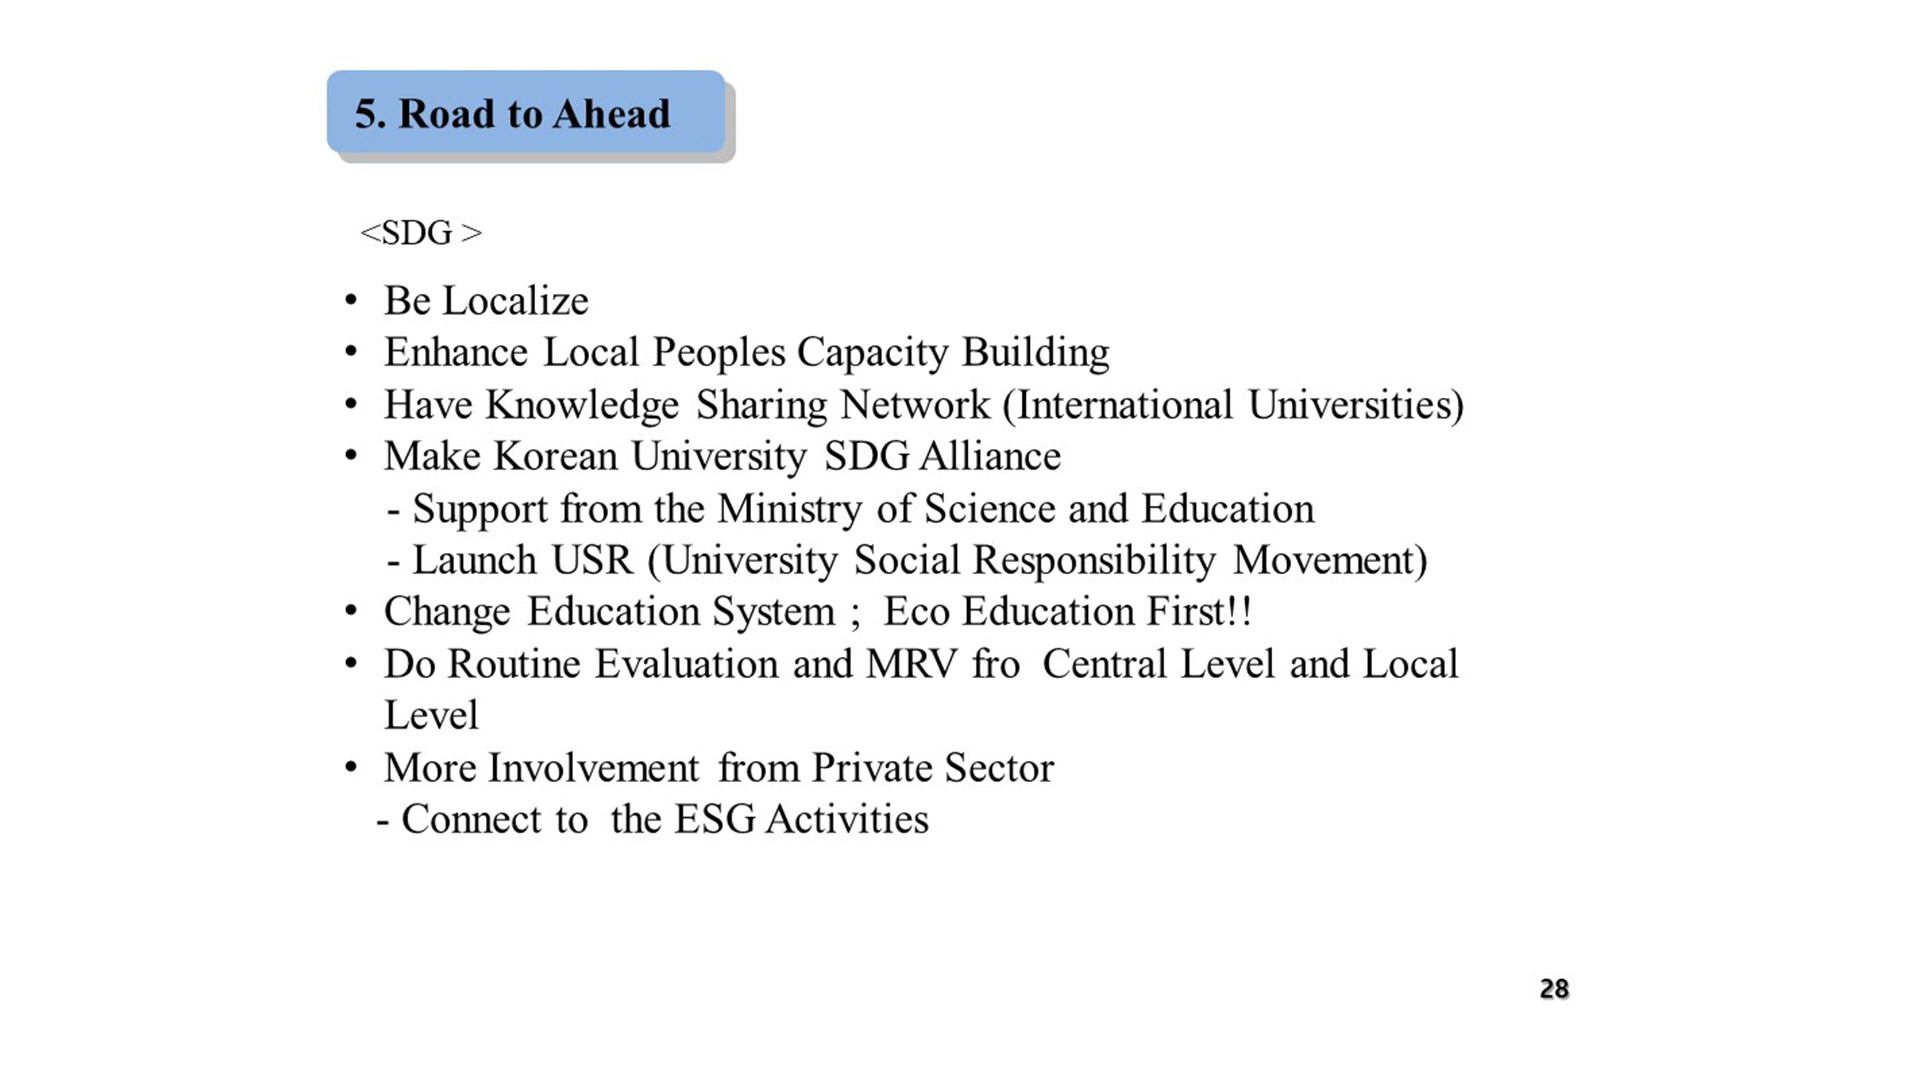 5. Road to Ahead
<SDG >
• Be Localize
• Enhance Local Peoples Capacity Building
• Have Knowledge Sharing Network (International Universities)
• Make Korean University SDG Alliance
- Support from the Ministry of Science and Education
- Launch USR (University Social Responsibility Movement)
• Change Education System ; Eco Education First!!
• Do Routine Evaluation and MRV fro Central Level and Local
Level
• More Involvement from Private Sector
- Connect to the ESG Activities
28